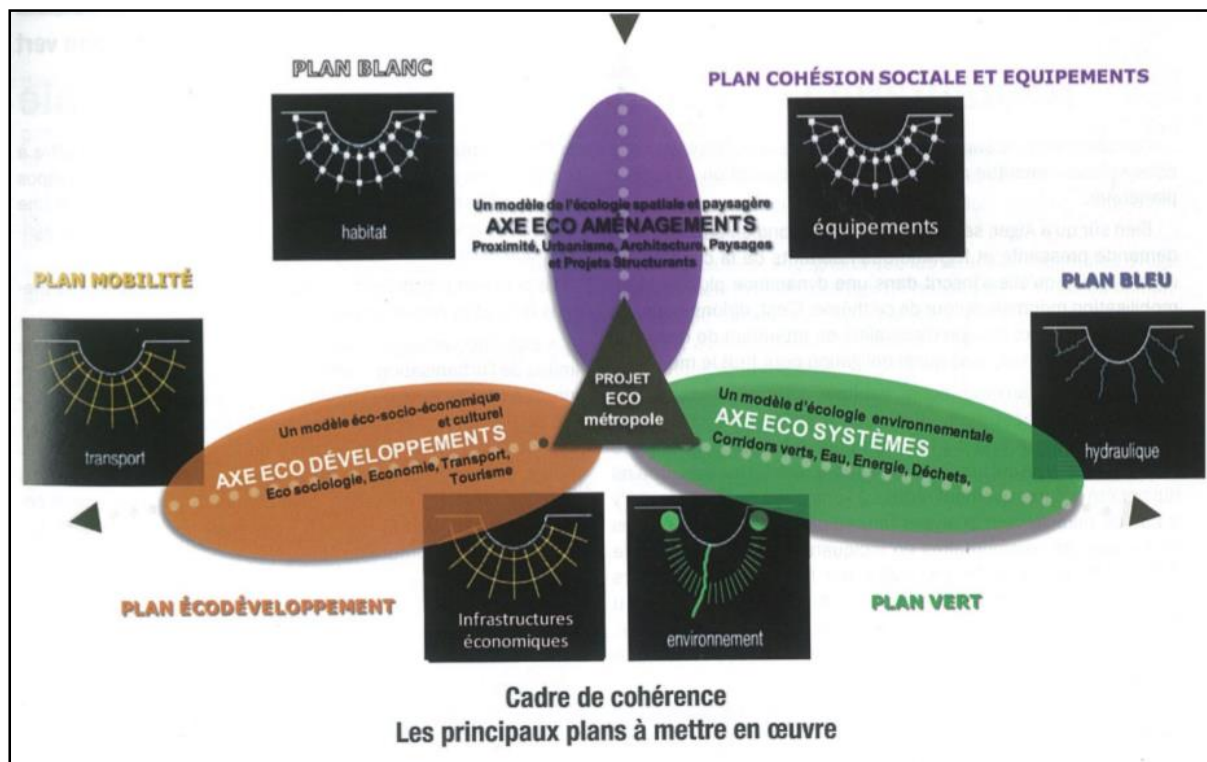 PLAN BLANC
PLAN COHÉSION SOCIALE ET EQUIPEMENTS
habitat
équipements
Un modèle de l'écologie spatiale et paysagère
AXE ECO AMÉNAGEMENTS
Proximité, Urbanisme, Architecture, Paysages
et Projets Structurants
PLAN MOBILITÉ
PLAN BLEU
transport
hydraulique
PROJET
ECO
métropole
Un modèle éco-socio-économique
et culturel
AXE ECO DÉVELOPPEMENTS
Eco sociologie, Economie, Transport,
Tourisme
Un modèle d'écologie environnementale
AXE ECO SYSTÈMES
Corridors verts, Eau, Energie, Déchets,
PLAN ÉCODÉVELOPPEMENT
Infrastructures
économiques
environnement
PLAN VERT
Cadre de cohérence
Les principaux plans à mettre en œuvre